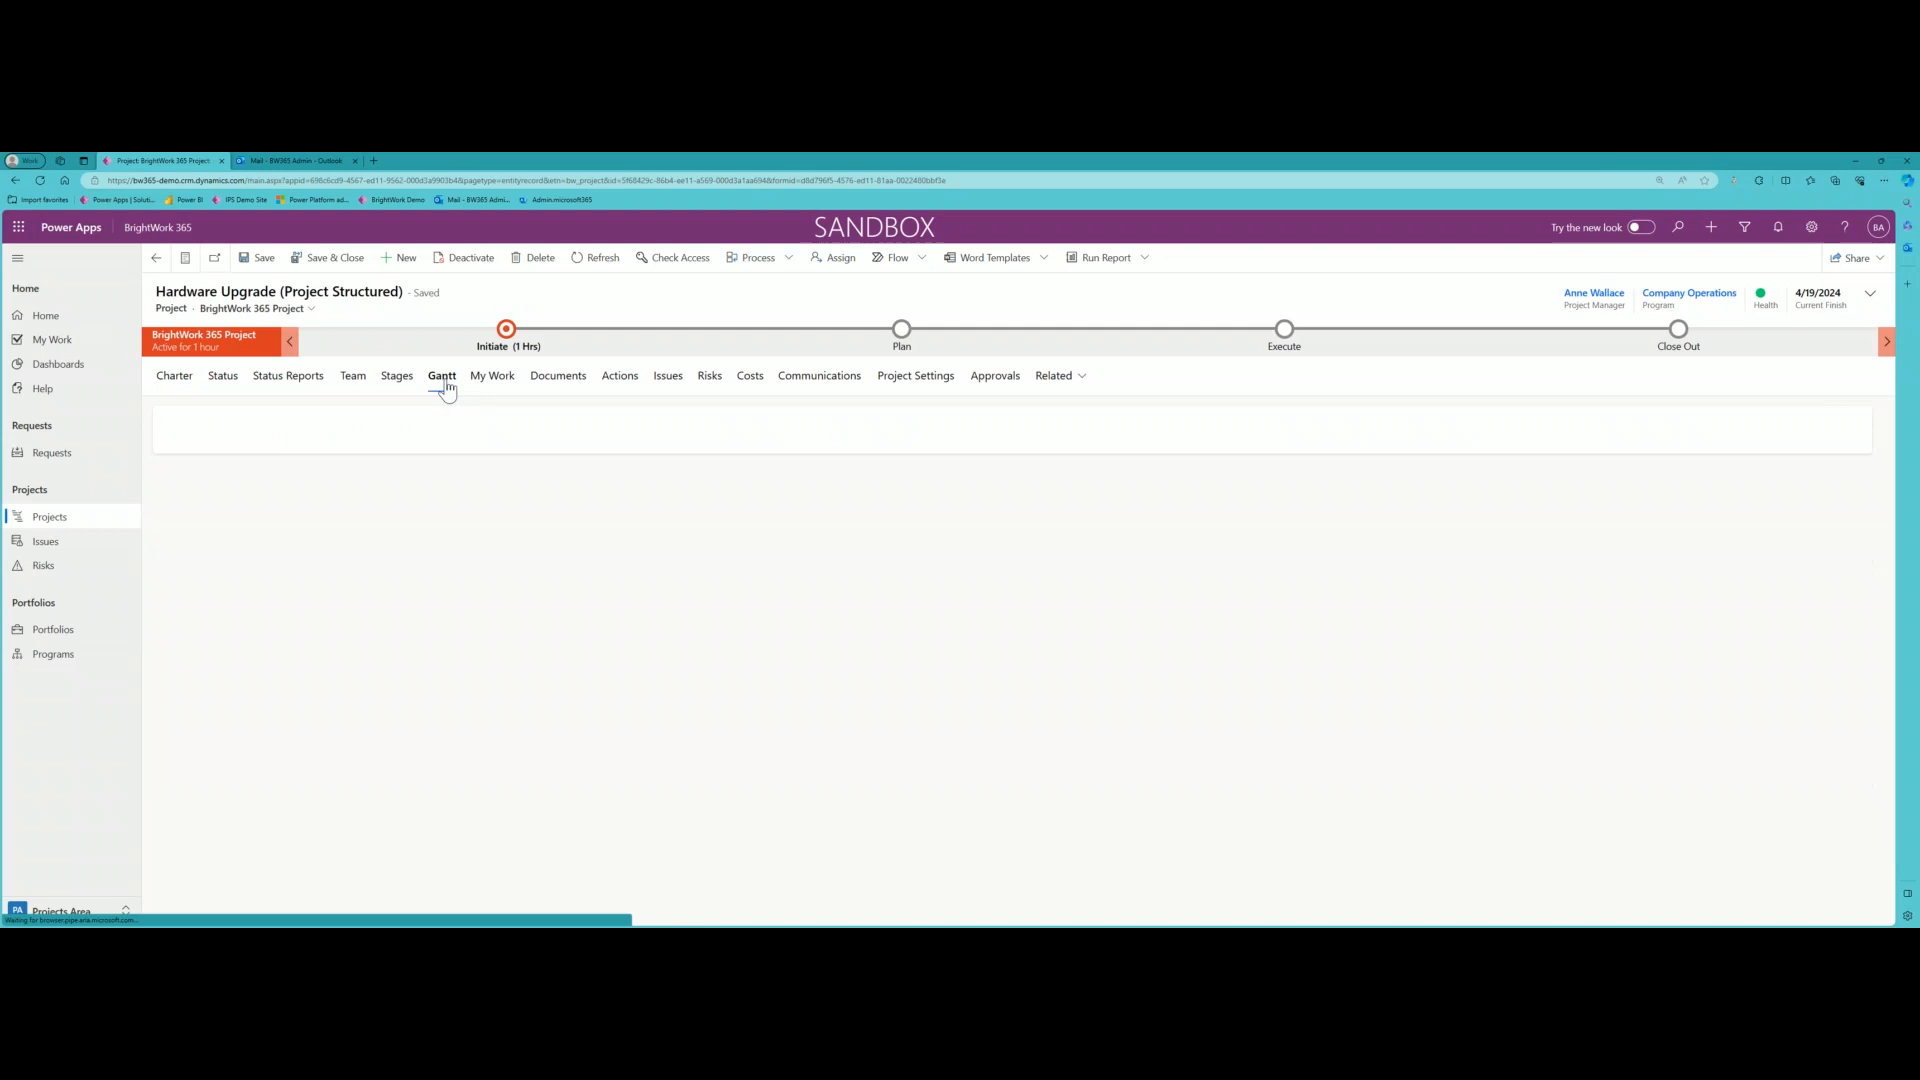 Work
Project: BrightWork 365 Project
Mail - BW365 Admin - Outlook
https://bw365-demo.crm.dynamics.com/main.aspx?appid=698c6cd9-4567-ed11-9562-000d3a9903b4&pagetype=entityrecord&etn=bw_project&id=5f68429c-86b4-ee11-a569-000d3a1aa694&formid=d8d796f5-4576-ed11-81aa-0022480bbf3e
Import favorites
Power Apps | Soluti...
Power BI
IPS Demo Site
Power Platform ad...
BrightWork Demo
Mail - BW365 Admi...
Admin.microsoft365
Power Apps
BrightWork 365
SANDBOX
Try the new look
BA
Save
Save & Close
New
Deactivate
Delete
Refresh
Check Access
Process
Assign
Flow
Word Templates
Run Report
Share
Hardware Upgrade (Project Structured) - Saved
Project · BrightWork 365 Project
Anne Wallace
Project Manager
Company Operations
Program
Health
4/19/2024
Current Finish
BrightWork 365 Project
Active for 1 hour
Initiate (1 Hrs)
Plan
Execute
Close Out
Charter
Status
Status Reports
Team
Stages
Gantt
My Work
Documents
Actions
Issues
Risks
Costs
Communications
Project Settings
Approvals
Related
Home
Home
My Work
Dashboards
Help
Requests
Requests
Projects
Projects
Issues
Risks
Portfolios
Portfolios
Programs
PA
Projects Area
Waiting for browser.pipe.aria.microsoft.com...